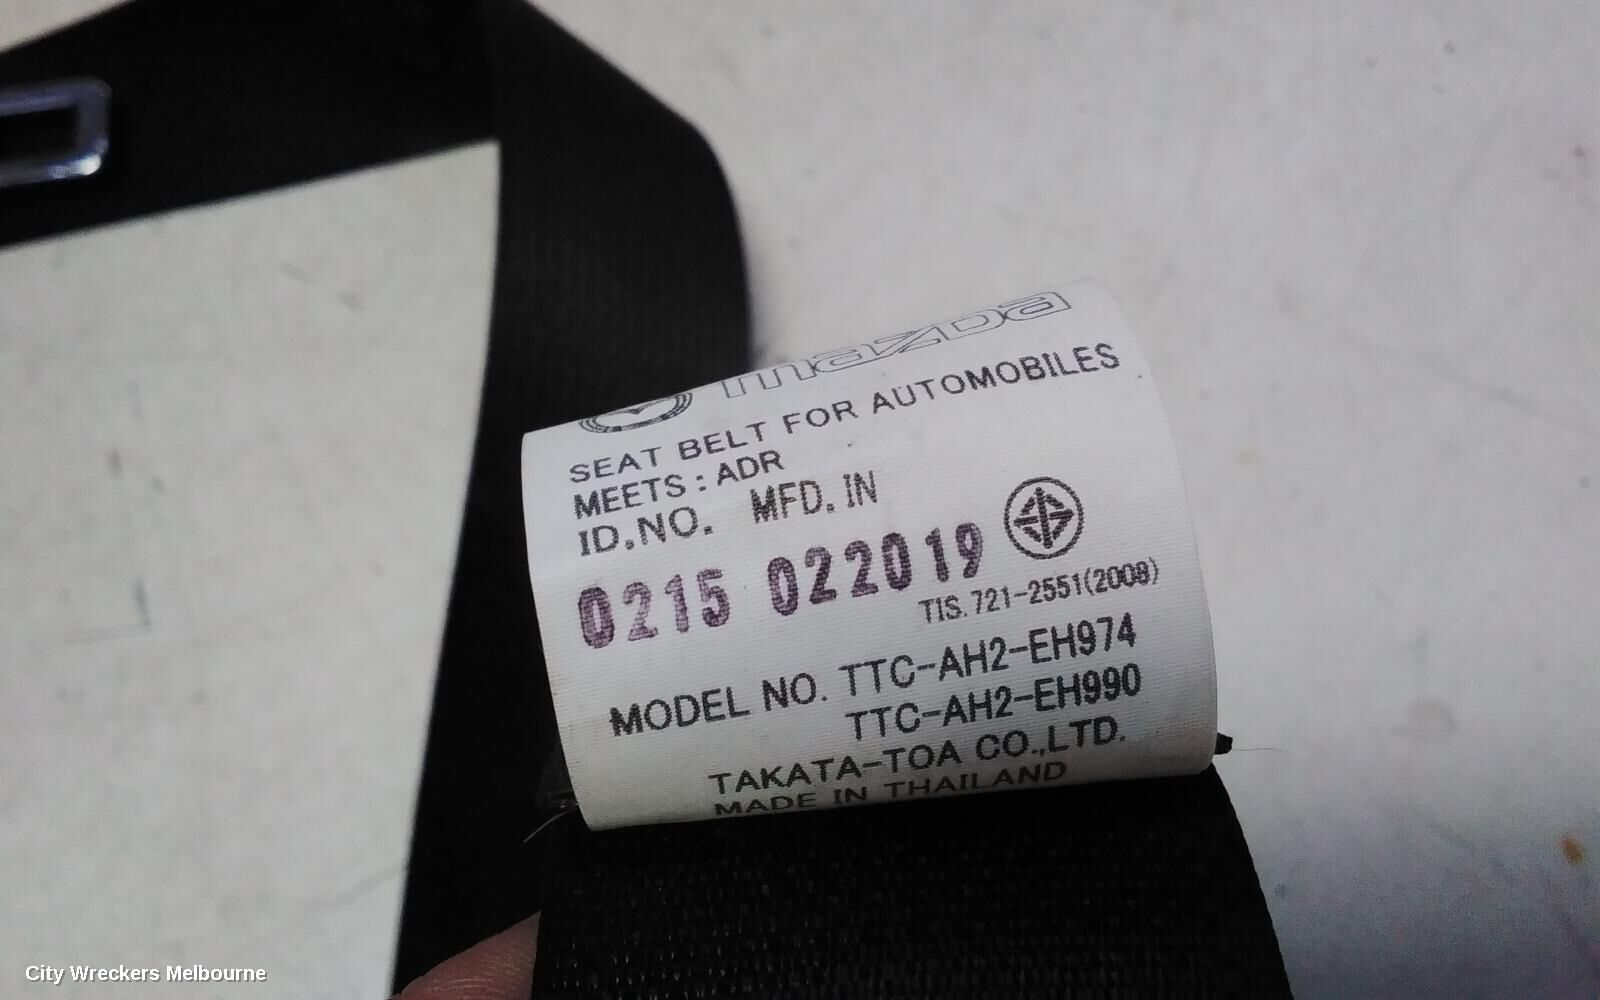 mazda
SEAT BELT FOR AUTOMOBILES
MEETS : ADR
ID.NO. MFD. IN
0215 022019
TIS.721-2551(2008)
MODEL NO. TTC-AH2-EH974
TTC-AH2-EH990
TAKATA-TOA CO.,LTD.
MADE IN THAILAND
City Wreckers Melbourne